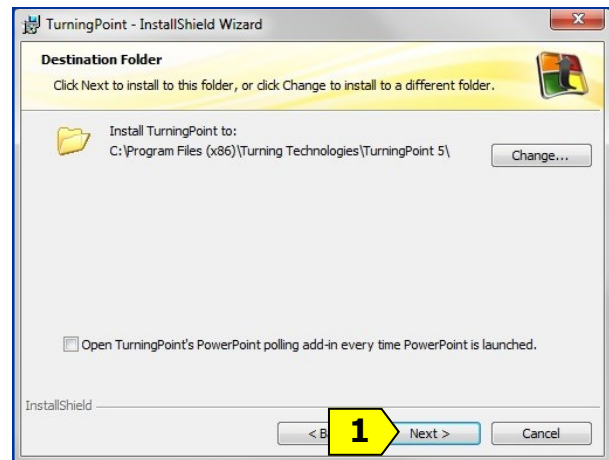 TurningPoint - InstallShield Wizard
Destination Folder
Click Next to install to this folder, or click Change to install to a different folder.
Install TurningPoint to:
C:\Program Files (x86)\Turning Technologies\TurningPoint 5\
Change...
Open TurningPoint's PowerPoint polling add-in every time PowerPoint is launched.
InstallShield
< B 1 Next > Cancel